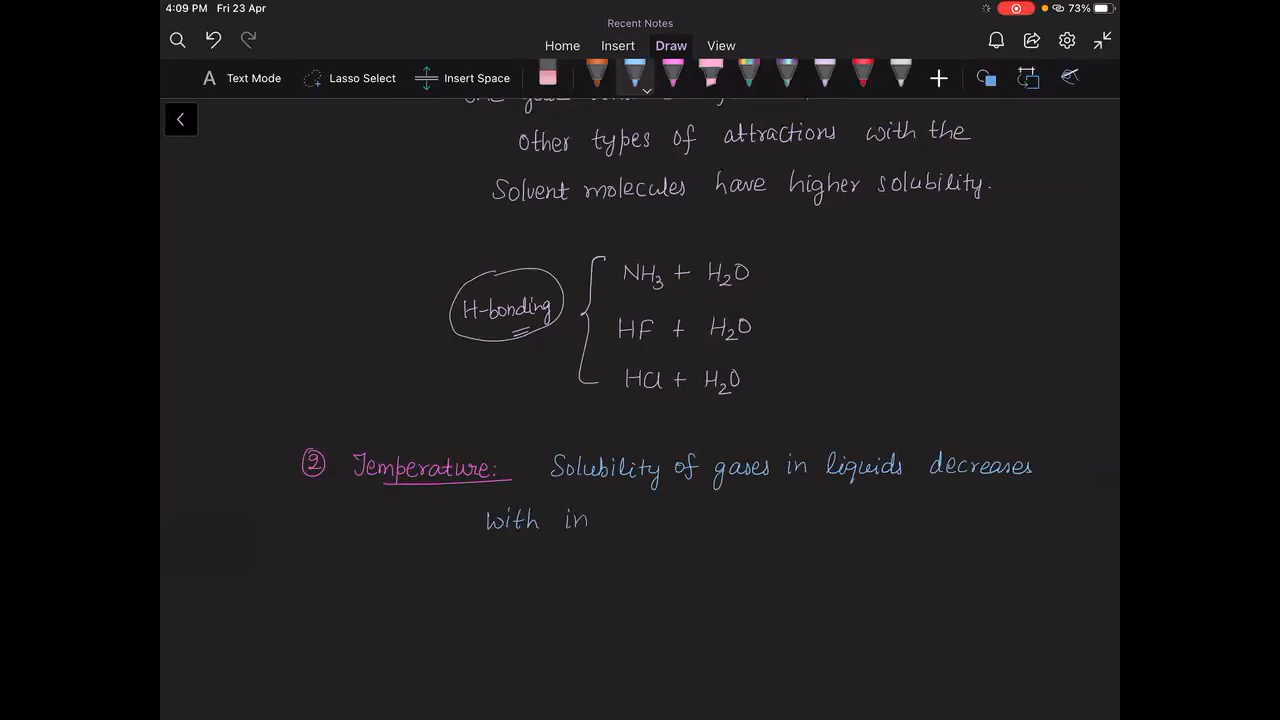 4:09 PM Fri 23 Apr
73%
Recent Notes
Home Insert Draw View
Text Mode Lasso Select Insert Space
Other types of attractions with the
Solvent molecules have higher solubility.
NH3 + H2O
H-bonding
HF + H2O
HCl + H2O
② Temperature: Solubility of gases in liquids decreases
with in